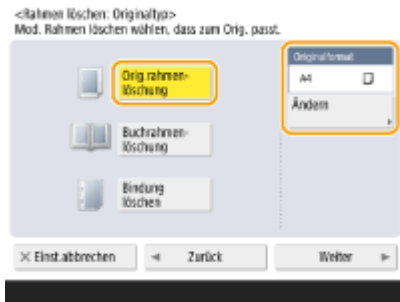 <Rahmen löschen: Originaltyp>
Mod. Rahmen löschen wählen, dass zum Orig. passt.
Originalformat
A4
Ändern
Orig.rahmen-
löschung
Buchrahmen-
löschung
Bindung
löschen
Einst.abbrechen
Zurück
Weiter